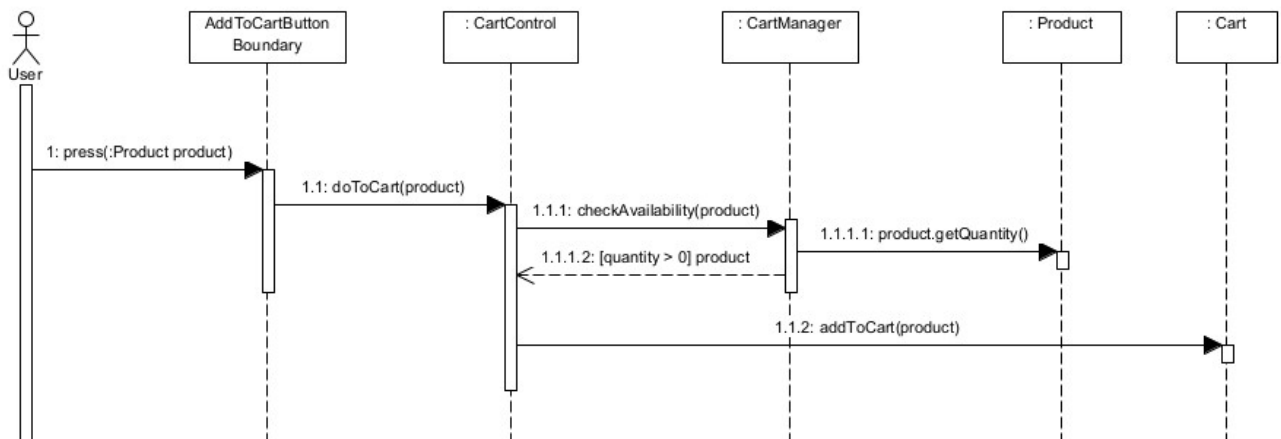 AddToCartButton
Boundary
: CartControl
: CartManager
: Product
: Cart
User
1: press(:Product product)
1.1: doToCart(product)
1.1.1: checkAvailability(product)
1.1.1.1: product.getQuantity()
1.1.1.2: [quantity > 0] product
1.1.2: addToCart(product)